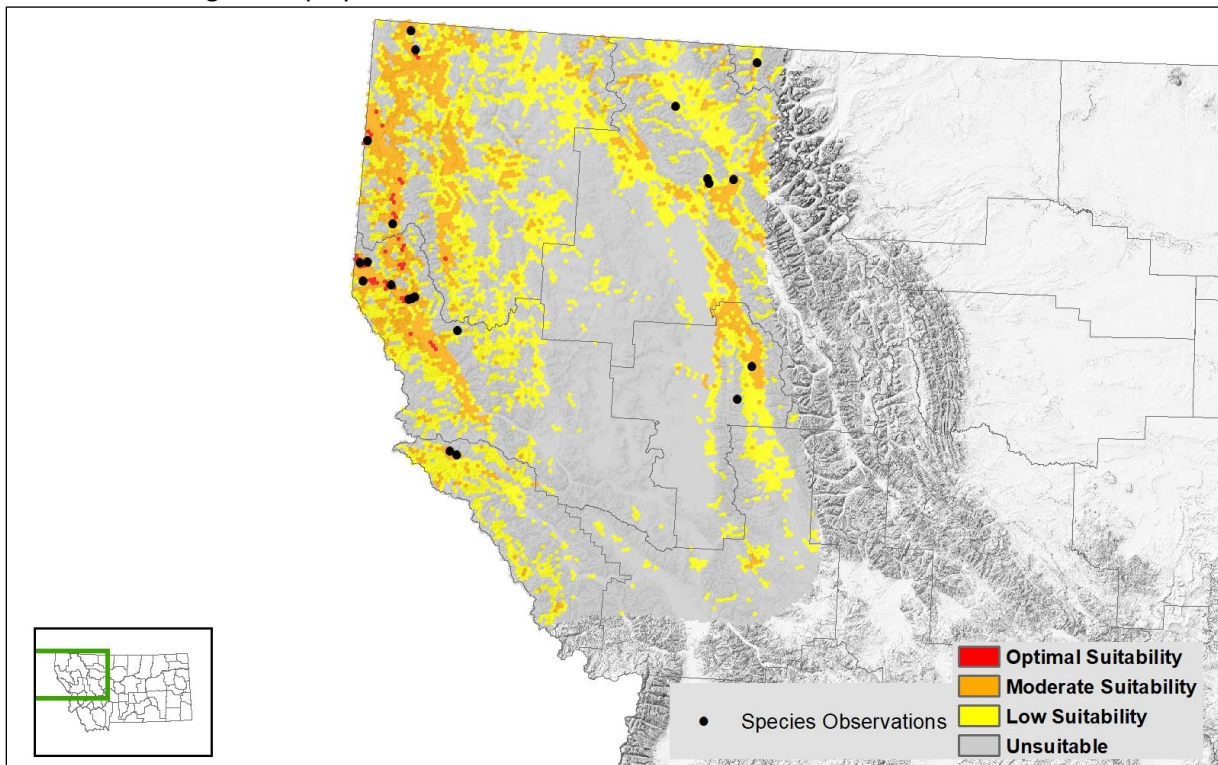 Species Observations
Optimal Suitability
Moderate Suitability
Low Suitability
Unsuitable